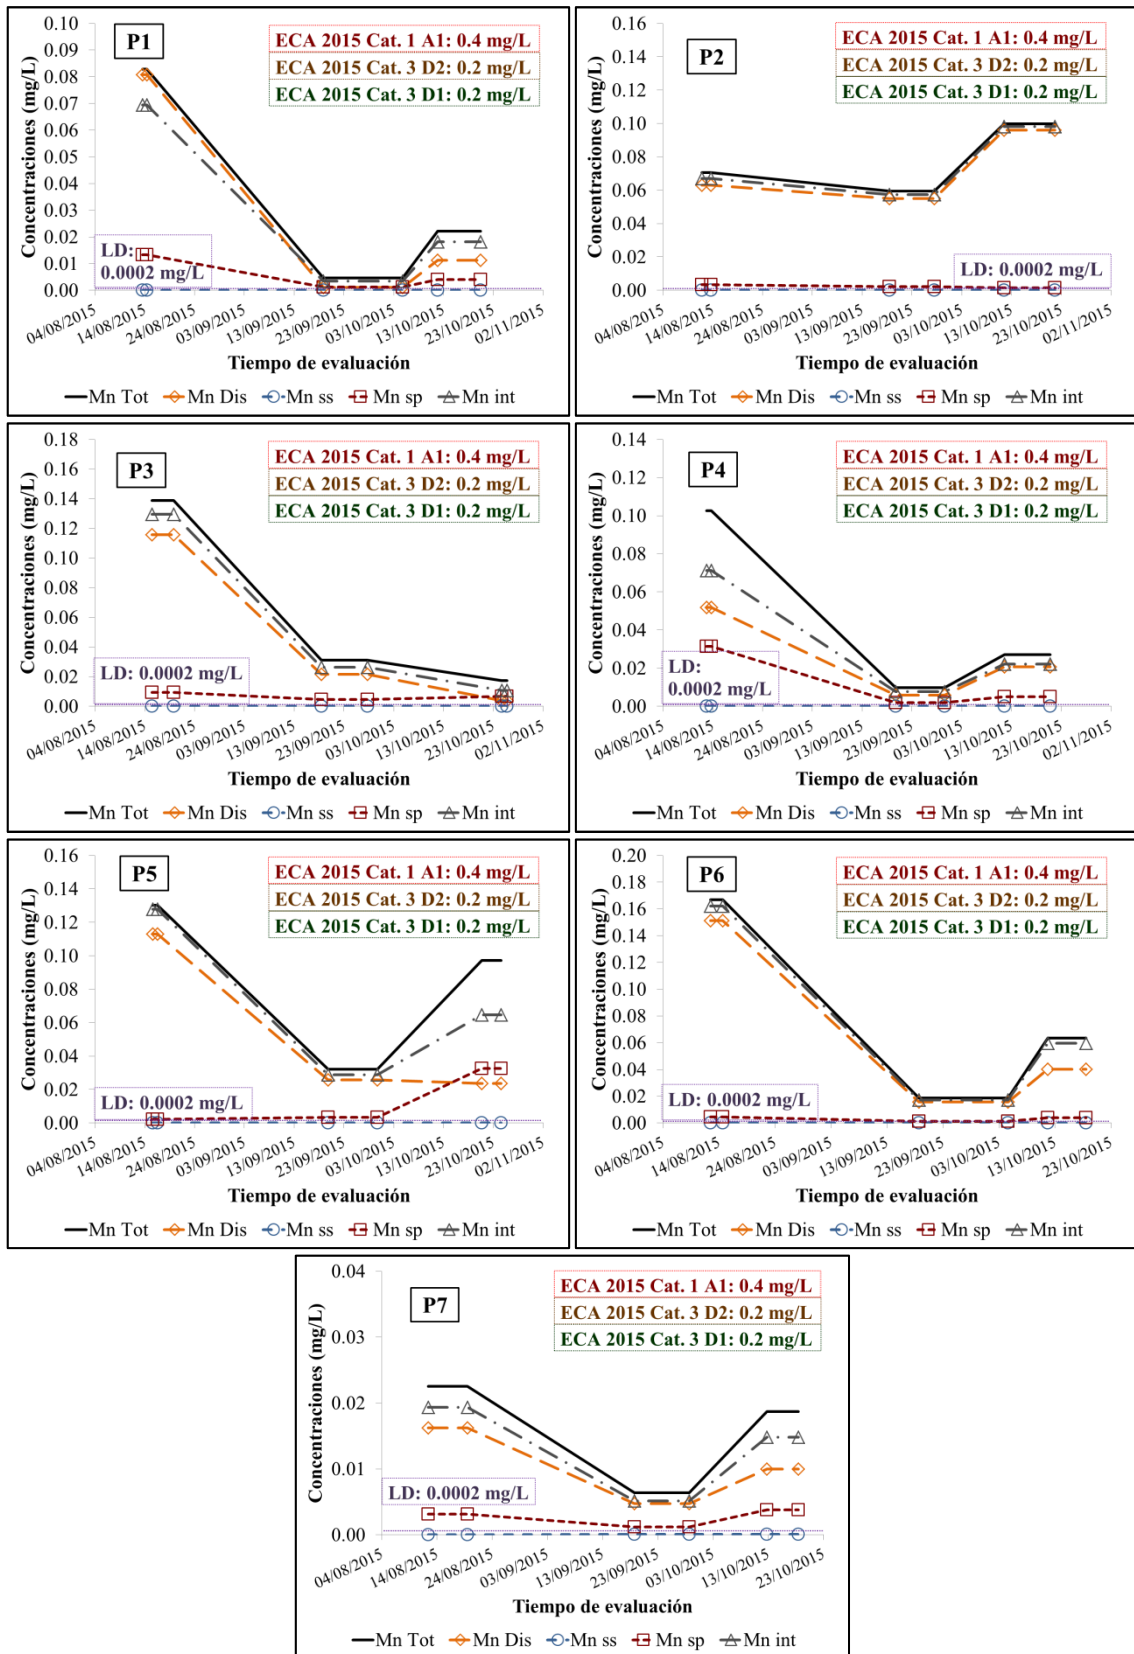 P1
ECA 2015 Cat. 1 A1: 0.4 mg/L
ECA 2015 Cat. 3 D2: 0.2 mg/L
ECA 2015 Cat. 3 D1: 0.2 mg/L
Concentraciones (mg/L)
0.10
0.09
0.08
0.07
0.06
0.05
0.04
0.03
0.02
0.01
0.00
LD:
0.0002 mg/L
04/08/2015
14/08/2015
24/08/2015
03/09/2015
13/09/2015
23/09/2015
03/10/2015
13/10/2015
23/10/2015
02/11/2015
Tiempo de evaluación
Mn Tot Mn Dis Mn ss Mn sp Mn int
P2
ECA 2015 Cat. 1 A1: 0.4 mg/L
ECA 2015 Cat. 3 D2: 0.2 mg/L
ECA 2015 Cat. 3 D1: 0.2 mg/L
Concentraciones (mg/L)
0.16
0.14
0.12
0.10
0.08
0.06
0.04
0.02
0.00
LD: 0.0002 mg/L
04/08/2015
14/08/2015
24/08/2015
03/09/2015
13/09/2015
23/09/2015
03/10/2015
13/10/2015
23/10/2015
02/11/2015
Tiempo de evaluación
Mn Tot Mn Dis Mn ss Mn sp Mn int
P3
ECA 2015 Cat. 1 A1: 0.4 mg/L
ECA 2015 Cat. 3 D2: 0.2 mg/L
ECA 2015 Cat. 3 D1: 0.2 mg/L
Concentraciones (mg/L)
0.18
0.16
0.14
0.12
0.10
0.08
0.06
0.04
0.02
0.00
LD: 0.0002 mg/L
04/08/2015
14/08/2015
24/08/2015
03/09/2015
13/09/2015
23/09/2015
03/10/2015
13/10/2015
23/10/2015
02/11/2015
Tiempo de evaluación
Mn Tot Mn Dis Mn ss Mn sp Mn int
P4
ECA 2015 Cat. 1 A1: 0.4 mg/L
ECA 2015 Cat. 3 D2: 0.2 mg/L
ECA 2015 Cat. 3 D1: 0.2 mg/L
Concentraciones (mg/L)
0.14
0.12
0.10
0.08
0.06
0.04
0.02
0.00
LD:
0.0002 mg/L
04/08/2015
14/08/2015
24/08/2015
03/09/2015
13/09/2015
23/09/2015
03/10/2015
13/10/2015
23/10/2015
02/11/2015
Tiempo de evaluación
Mn Tot Mn Dis Mn ss Mn sp Mn int
P5
ECA 2015 Cat. 1 A1: 0.4 mg/L
ECA 2015 Cat. 3 D2: 0.2 mg/L
ECA 2015 Cat. 3 D1: 0.2 mg/L
Concentraciones (mg/L)
0.16
0.14
0.12
0.10
0.08
0.06
0.04
0.02
0.00
LD: 0.0002 mg/L
04/08/2015
14/08/2015
24/08/2015
03/09/2015
13/09/2015
23/09/2015
03/10/2015
13/10/2015
23/10/2015
02/11/2015
Tiempo de evaluación
Mn Tot Mn Dis Mn ss Mn sp Mn int
P6
ECA 2015 Cat. 1 A1: 0.4 mg/L
ECA 2015 Cat. 3 D2: 0.2 mg/L
ECA 2015 Cat. 3 D1: 0.2 mg/L
Concentraciones (mg/L)
0.20
0.18
0.16
0.14
0.12
0.10
0.08
0.06
0.04
0.02
0.00
LD: 0.0002 mg/L
04/08/2015
14/08/2015
24/08/2015
03/09/2015
13/09/2015
23/09/2015
03/10/2015
13/10/2015
23/10/2015
Tiempo de evaluación
Mn Tot Mn Dis Mn ss Mn sp Mn int
P7
ECA 2015 Cat. 1 A1: 0.4 mg/L
ECA 2015 Cat. 3 D2: 0.2 mg/L
ECA 2015 Cat. 3 D1: 0.2 mg/L
Concentraciones (mg/L)
0.04
0.03
0.02
0.01
0.00
LD: 0.0002 mg/L
04/08/2015
14/08/2015
24/08/2015
03/09/2015
13/09/2015
23/09/2015
03/10/2015
13/10/2015
23/10/2015
Tiempo de evaluación
Mn Tot Mn Dis Mn ss Mn sp Mn int